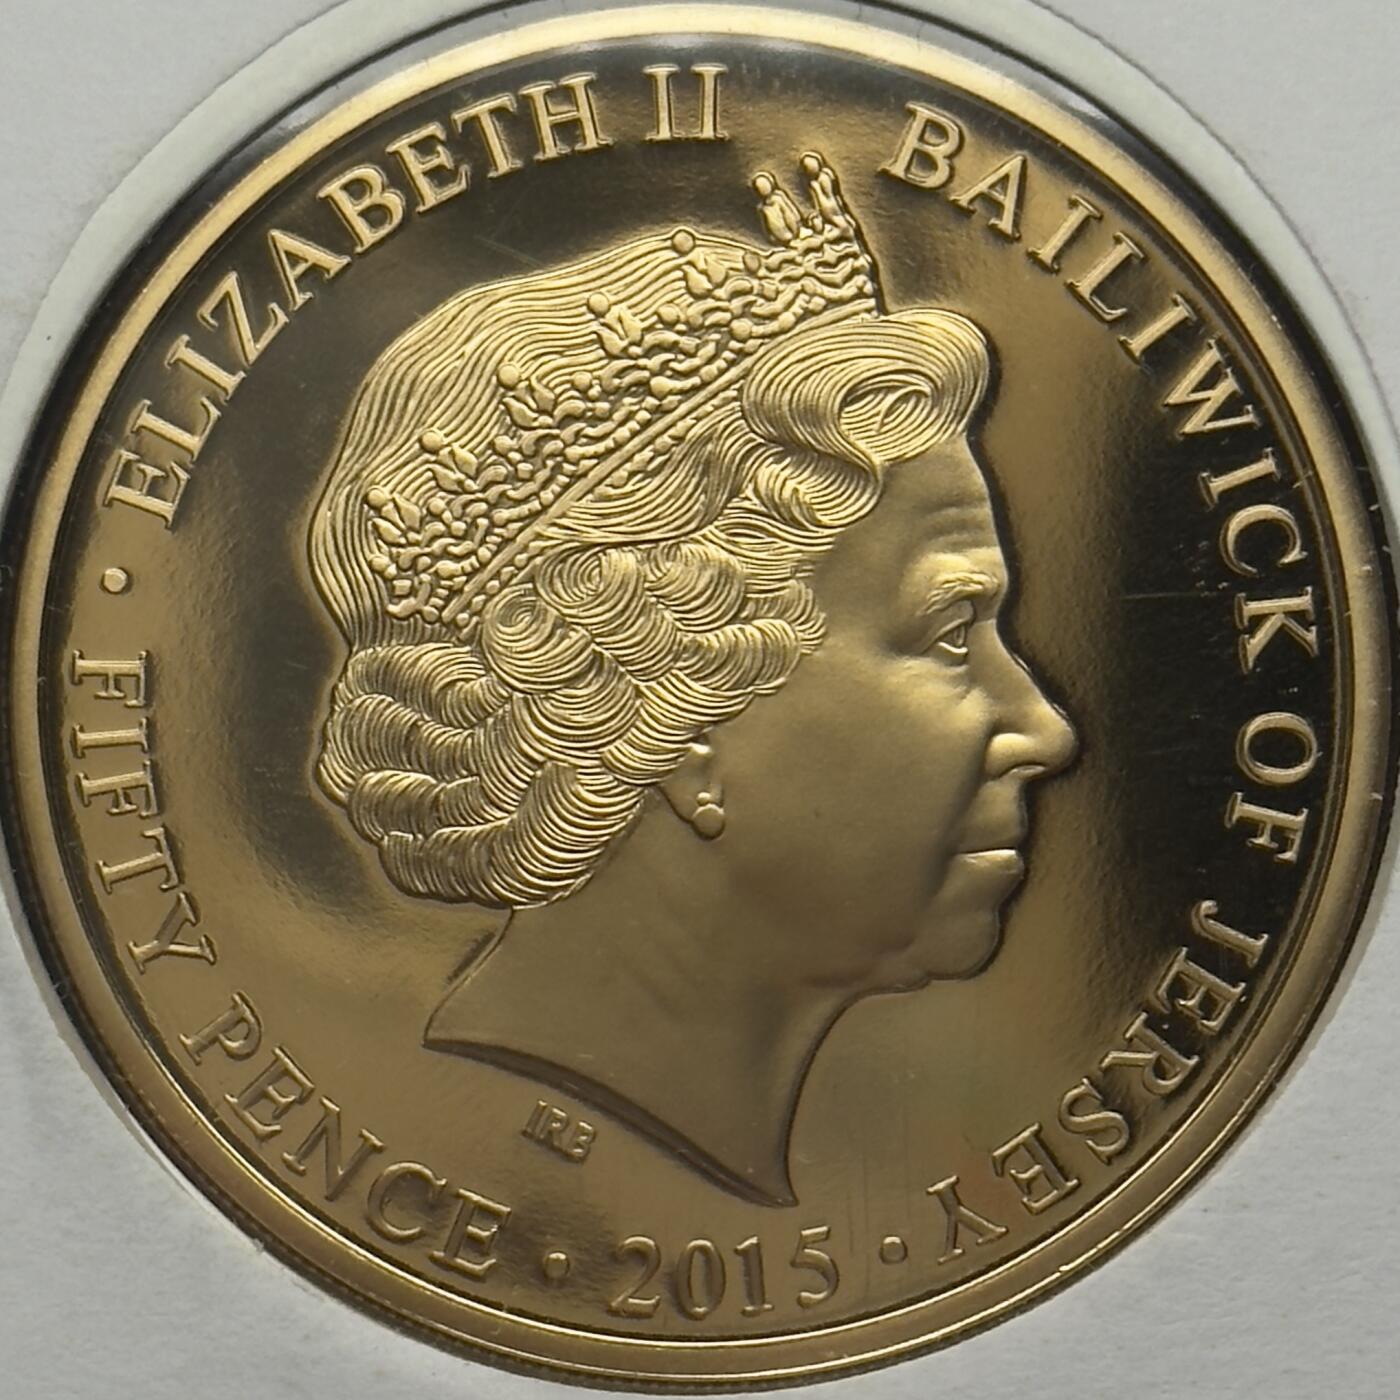 · ELIZABETH II BAILIWICK OF JERSEY · 2015 · FIFTY PENCE
IRB